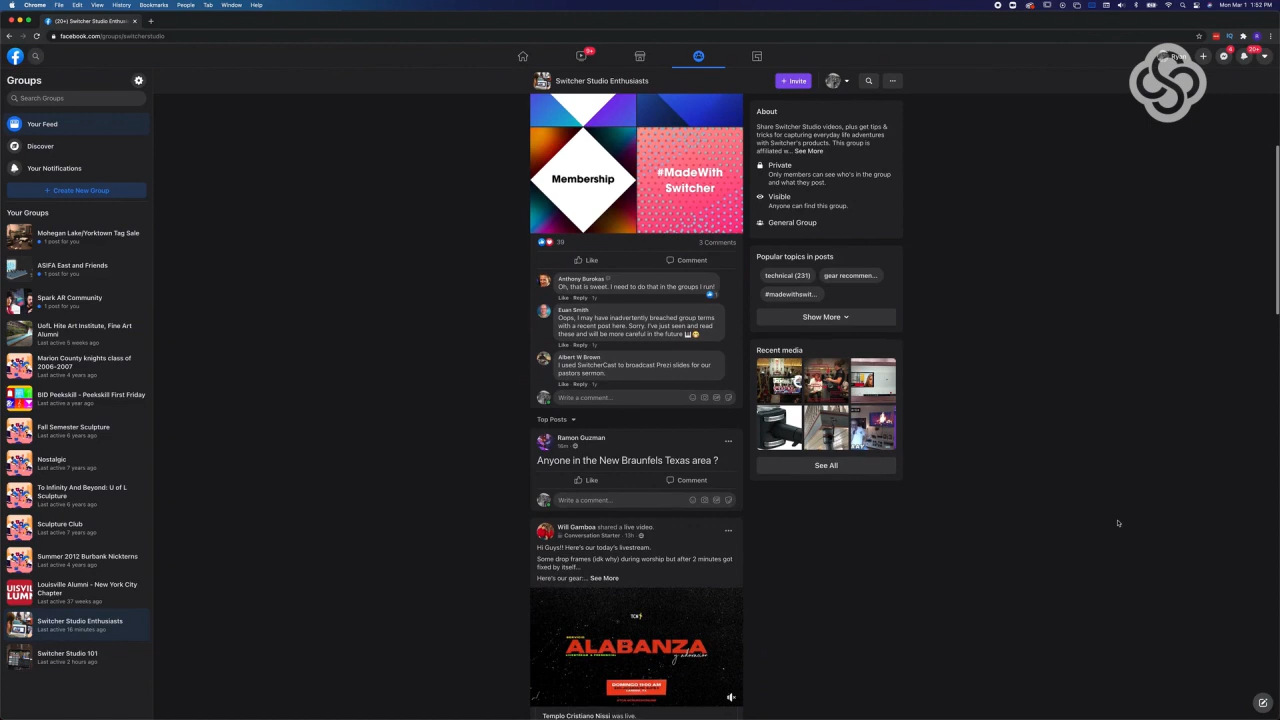 Chrome File Edit View History Bookmarks People Tab Window Help
Mon Mar 1 1:52 PM
(20+) Switcher Studio Enthusi
facebook.com/groups/switcherstudio
9+
Ryan
4
20+
Groups
Search Groups
Your Feed
Discover
Your Notifications
+ Create New Group
Your Groups
Mohegan Lake/Yorktown Tag Sale
1 post for you
ASIFA East and Friends
1 post for you
Spark AR Community
1 post for you
UofL Hite Art Institute, Fine Art
Alumni
Last active 5 weeks ago
Marion County knights class of
2006-2007
Last active 4 years ago
BID Peekskill - Peekskill First Friday
Last active a year ago
Fall Semester Sculpture
Last active 6 years ago
Nostalgic
Last active 7 years ago
To Infinity And Beyond: U of L
Sculpture
Last active 6 years ago
Sculpture Club
Last active 7 years ago
Summer 2012 Burbank Nickterns
Last active 4 years ago
Louisville Alumni - New York City
Chapter
Last active 37 weeks ago
Switcher Studio Enthusiasts
Last active 16 minutes ago
Switcher Studio 101
Last active 2 hours ago
Switcher Studio Enthusiasts
+ Invite
Membership
#MadeWith
Switcher
39
3 Comments
Like
Comment
Anthony Burokas
Oh, that is sweet. I need to do that in the groups I run!
1
Like · Reply · 1y
Euan Smith
Oops, I may have inadvertently breached group terms
with a recent post here. Sorry. I've just seen and read
these and will be more careful in the future
Like · Reply · 1y
Albert W Brown
I used SwitcherCast to broadcast Prezi slides for our
pastors sermon.
Like · Reply · 1y
Write a comment...
Top Posts
Ramon Guzman
16m
Anyone in the New Braunfels Texas area ?
Like
Comment
Write a comment...
Will Gamboa shared a live video.
Conversation Starter · 13h
Hi Guys!! Here's our today's livestream.
Some drop frames (idk why) during worship but after 2 minutes got
fixed by itself...
Here's our gear:... See More
ALABANZA
y adoración
DOMINGO 11:00 AM
Templo Cristiano Nissi was live.
About
Share Switcher Studio videos, plus get tips &
tricks for capturing everyday life adventures
with Switcher's products. This group is
affiliated w... See More
Private
Only members can see who's in the group
and what they post.
Visible
Anyone can find this group.
General Group
Popular topics in posts
technical (231)
gear recommen...
#madewithswit...
Show More
Recent media
See All